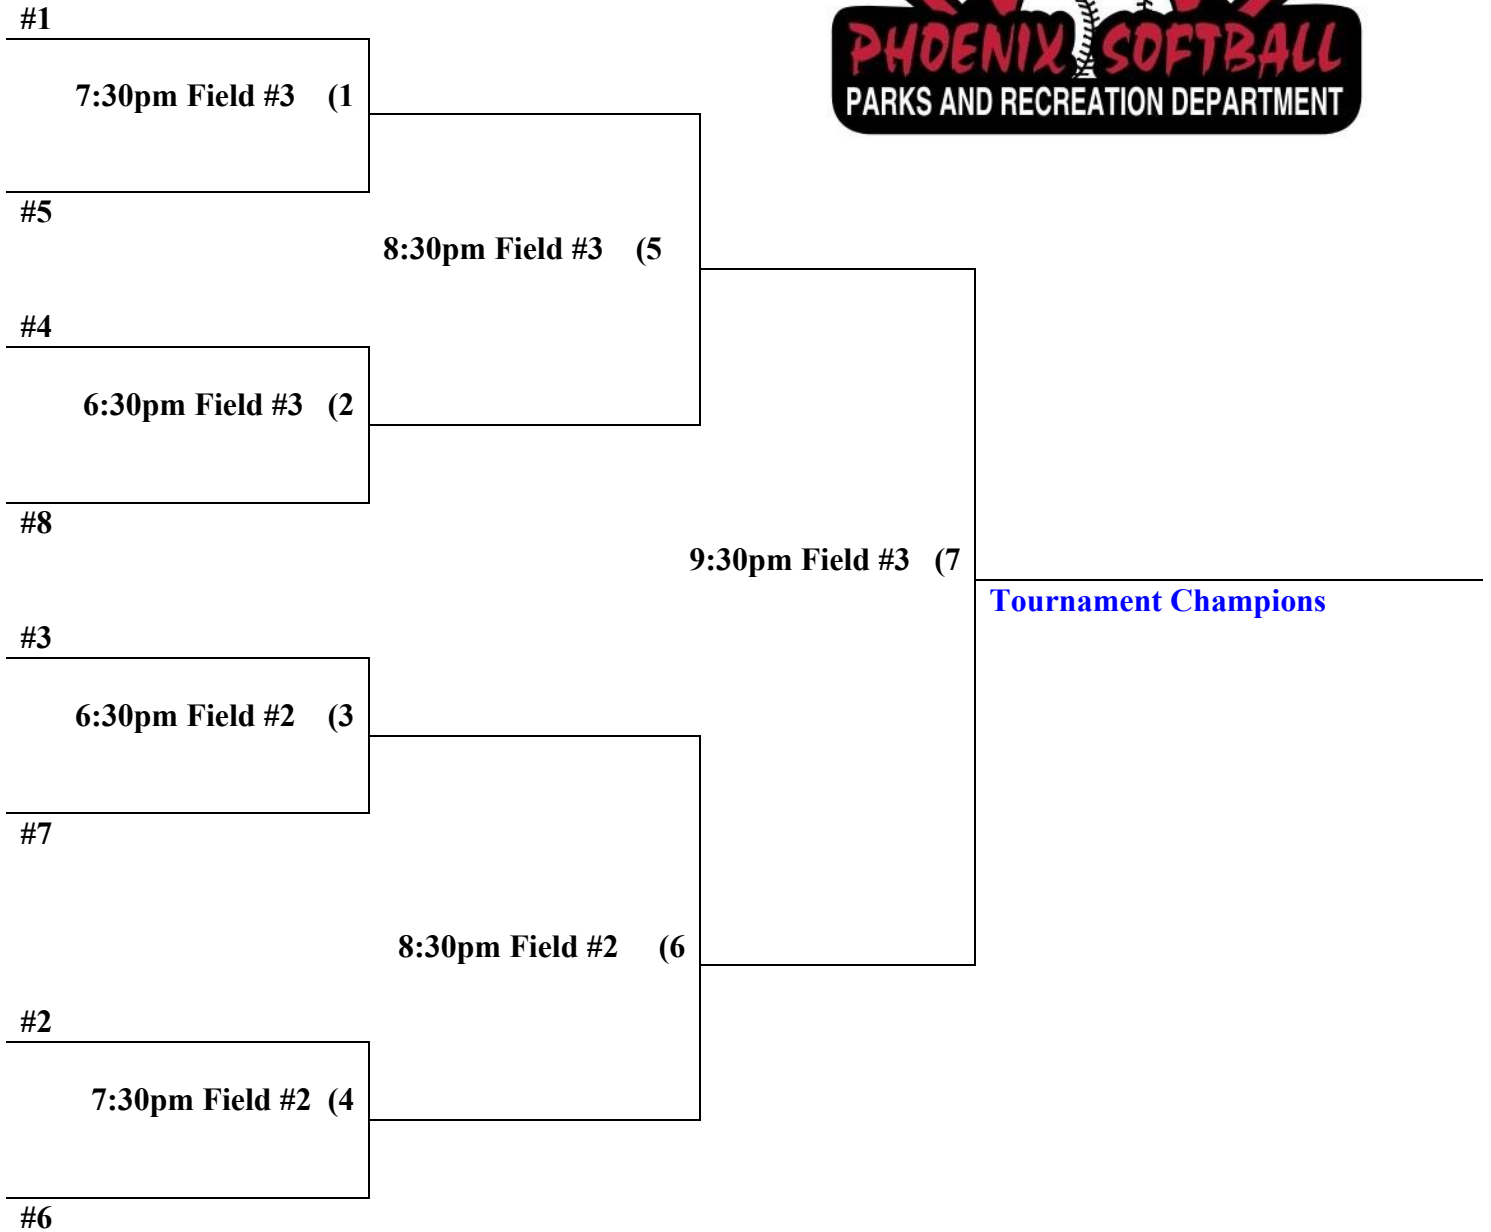 #1
PHOENIX SOFTBALL
PARKS AND RECREATION DEPARTMENT
7:30pm Field #3 (1
#5
8:30pm Field #3 (5
#4
6:30pm Field #3 (2
#8
9:30pm Field #3 (7
Tournament Champions
#3
6:30pm Field #2 (3
#7
8:30pm Field #2 (6
#2
7:30pm Field #2 (4
#6